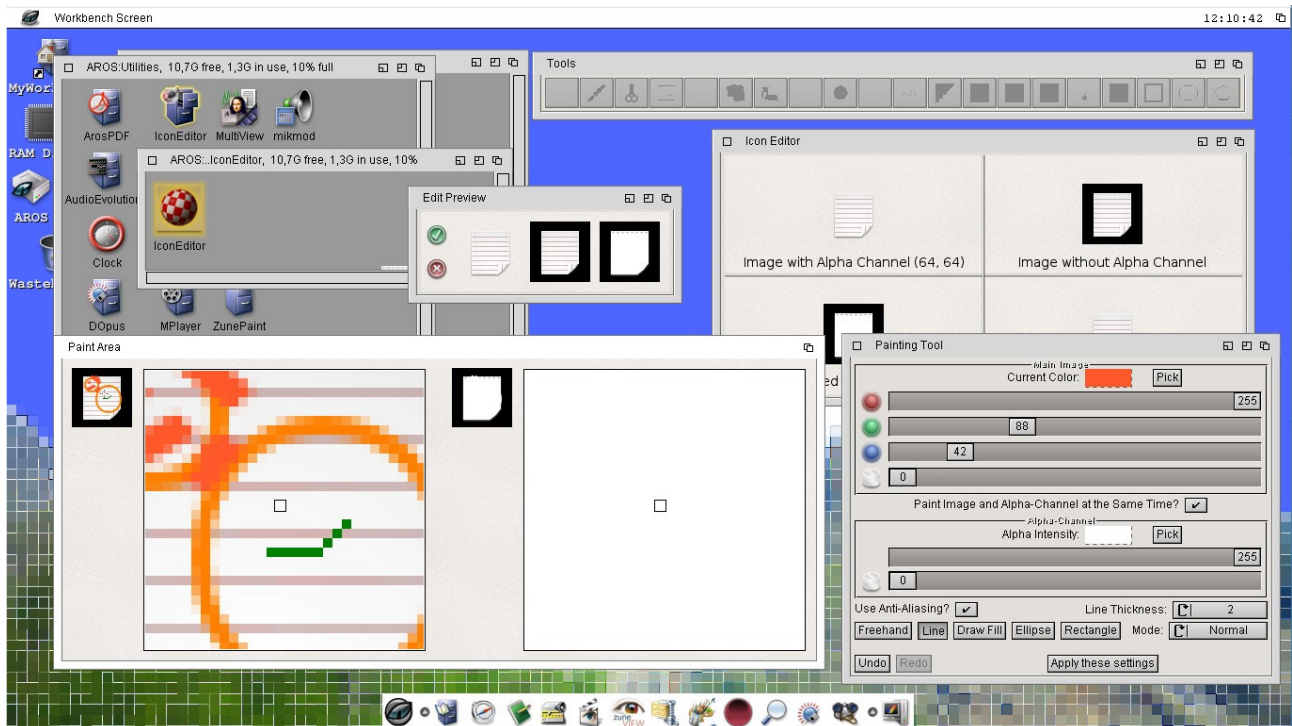 Workbench Screen
12:10:42
AROS:Utilities, 10,7G free, 1,3G in use, 10% full
Tools
MyWor
ArosPDF
IconEditor
MultiView
mikmod
Icon Editor
RAM D
AROS:..IconEditor, 10,7G free, 1,3G in use, 10%
AudioEvolution
Edit Preview
AROS
IconEditor
Clock
Image with Alpha Channel (64, 64)
Image without Alpha Channel
Waste
DOpus
MPlayer
ZunePaint
Paint Area
Painting Tool
Main Image
Current Color:
Pick
ed
255
88
42
0
Paint Image and Alpha-Channel at the Same Time?
Alpha-Channel
Alpha Intensity:
Pick
255
0
Use Anti-Aliasing?
Line Thickness:
2
Freehand
Line
Draw Fill
Ellipse
Rectangle
Mode:
Normal
Undo
Redo
Apply these settings
zune
VIEW